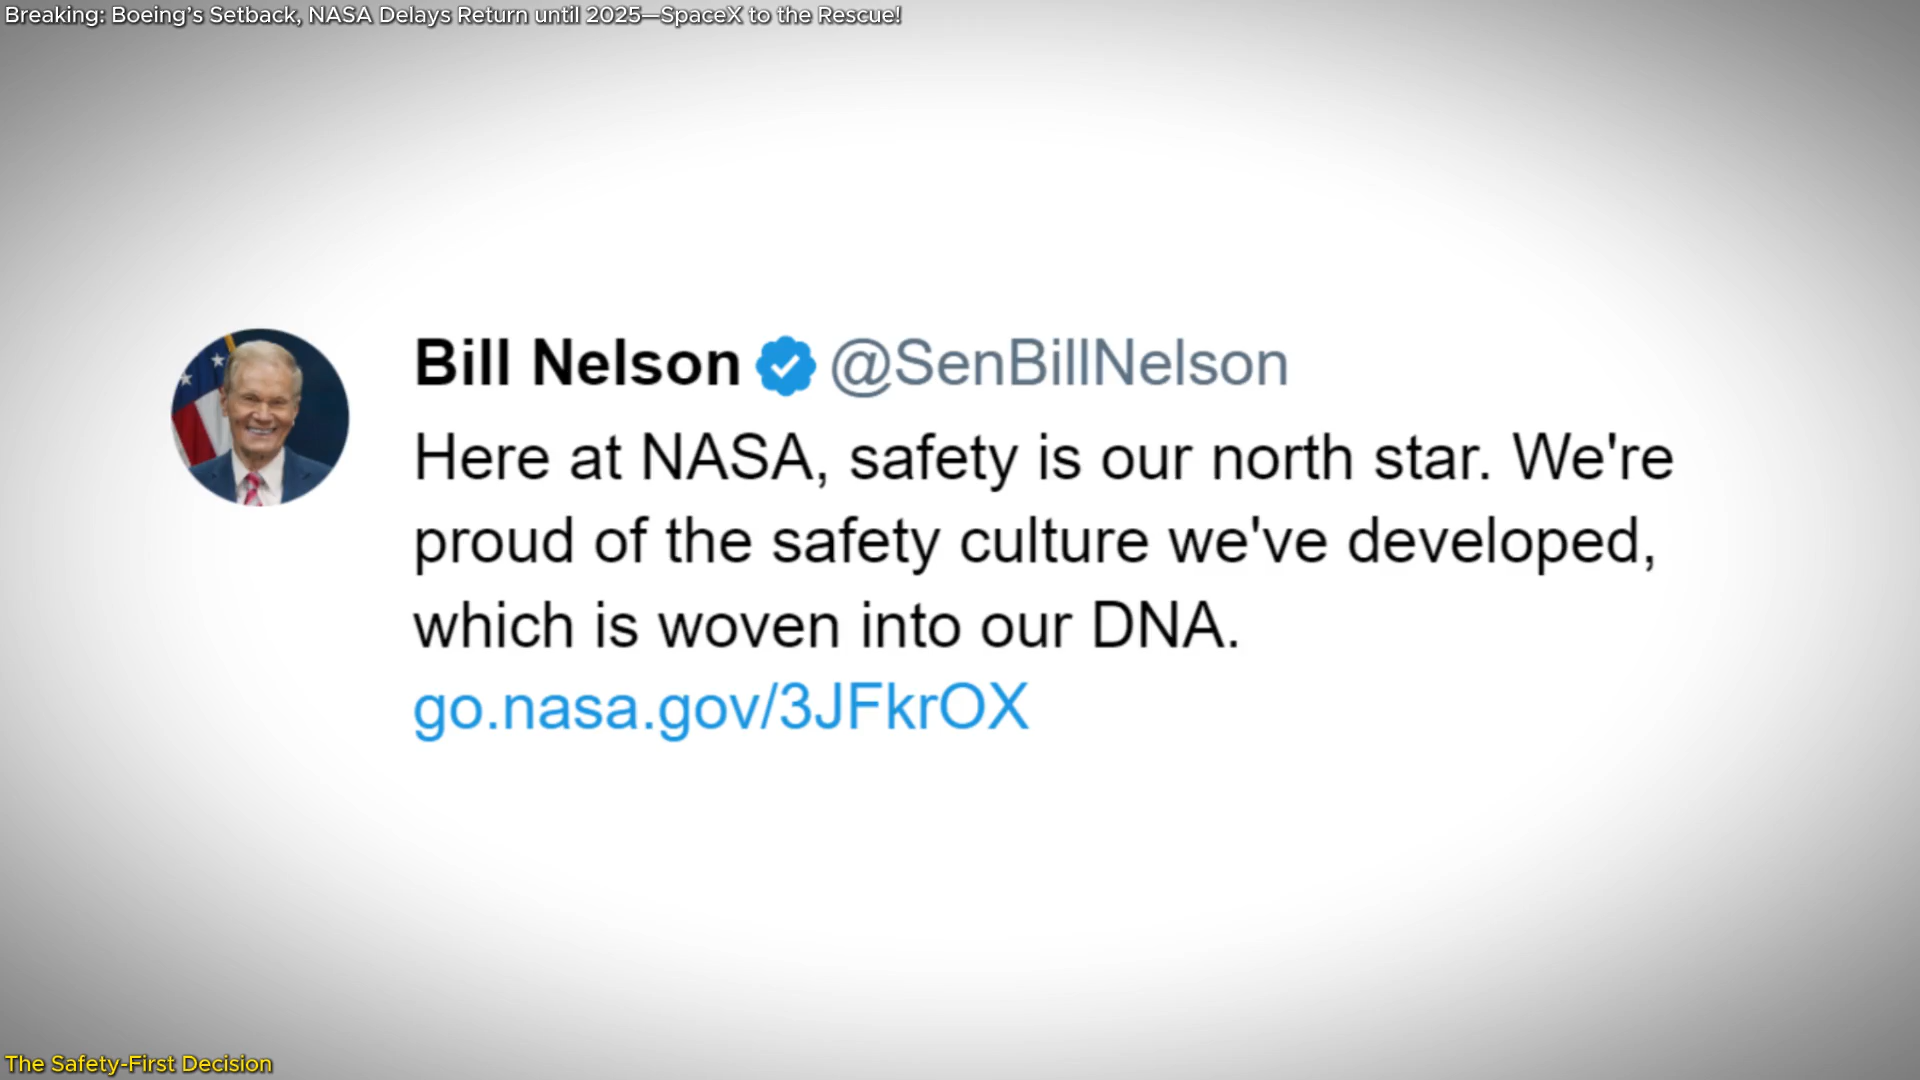 Breaking: Boeing’s Setback, NASA Delays Return until 2025—SpaceX to the Rescue!
Bill Nelson @SenBillNelson
Here at NASA, safety is our north star. We're
proud of the safety culture we've developed,
which is woven into our DNA.
go.nasa.gov/3JFkrOX
The Safety-First Decision